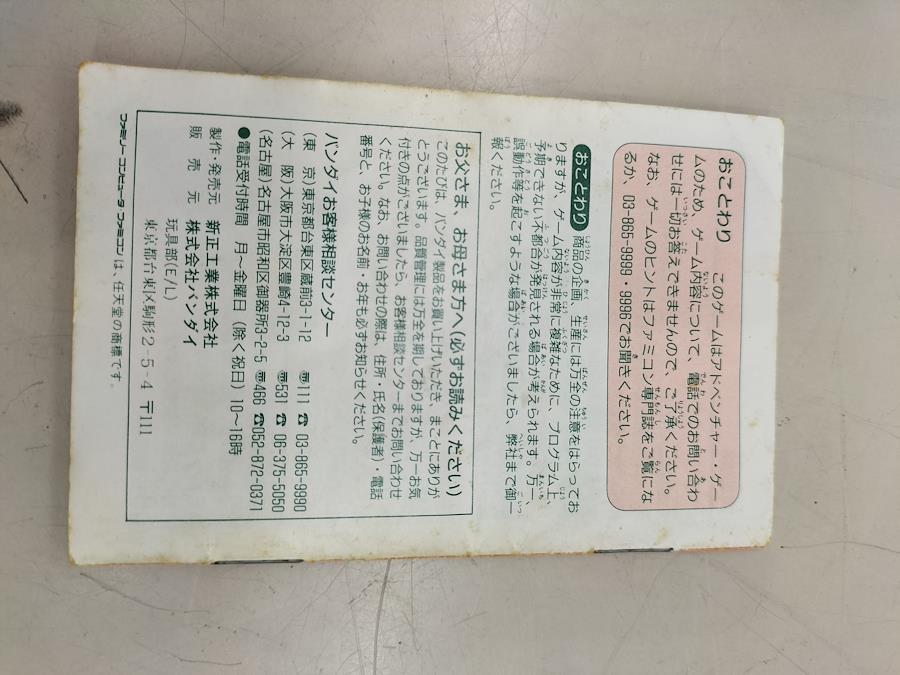 おことわり　このゲームはアドベンチャー・ゲー
ムのため、ゲーム内容について、電話でのお問い合わ
せには一切お答えできませんので、ご了承ください。
なお、ゲームのヒントはファミコン専門誌をご覧にな
るか、03-865-9999・9998でお聞きください。
おことわり　商品の企画、生産には万全の注意をはらってお
りますが、ゲーム内容が非常に複雑なために、プログラム上、
予期できない不都合が発見される場合が考えられます。万一、
誤動作等を起こすような場合がございましたら、弊社まで御一
報ください。
お父さま、お母さま方へ(必ずお読みください)
このたびは、バンダイ製品をお買い上げいただき、まことにありが
とうございます。品質管理には万全を期しておりますが、万一お気
付きの点がございましたら、お客様相談センターまでお問い合わせ
ください。なお、お問い合わせの際は、住所・氏名(保護者)・電話
番号と、お子様のお名前・お年も必ずお知らせください。
バンダイお客様相談センター
(東　京)東京都台東区蔵前3-1-12　〠111 ☎03-865-9990
(大　阪)大阪市大淀区豊崎4-12-3　〠531 ☎06-375-5050
(名古屋)名古屋市昭和区御器所3-2-5 〠466 ☎052-872-0371
●電話受付時間　月〜金曜日(除く祝日) 10〜16時
製作・発売元　新正工業株式会社
販　売　元　株式会社バンダイ
玩具部(E/L)
東京都台東区駒形2-5-4 〒111
ファミリーコンピュータ ファミコンは、任天堂の商標です。